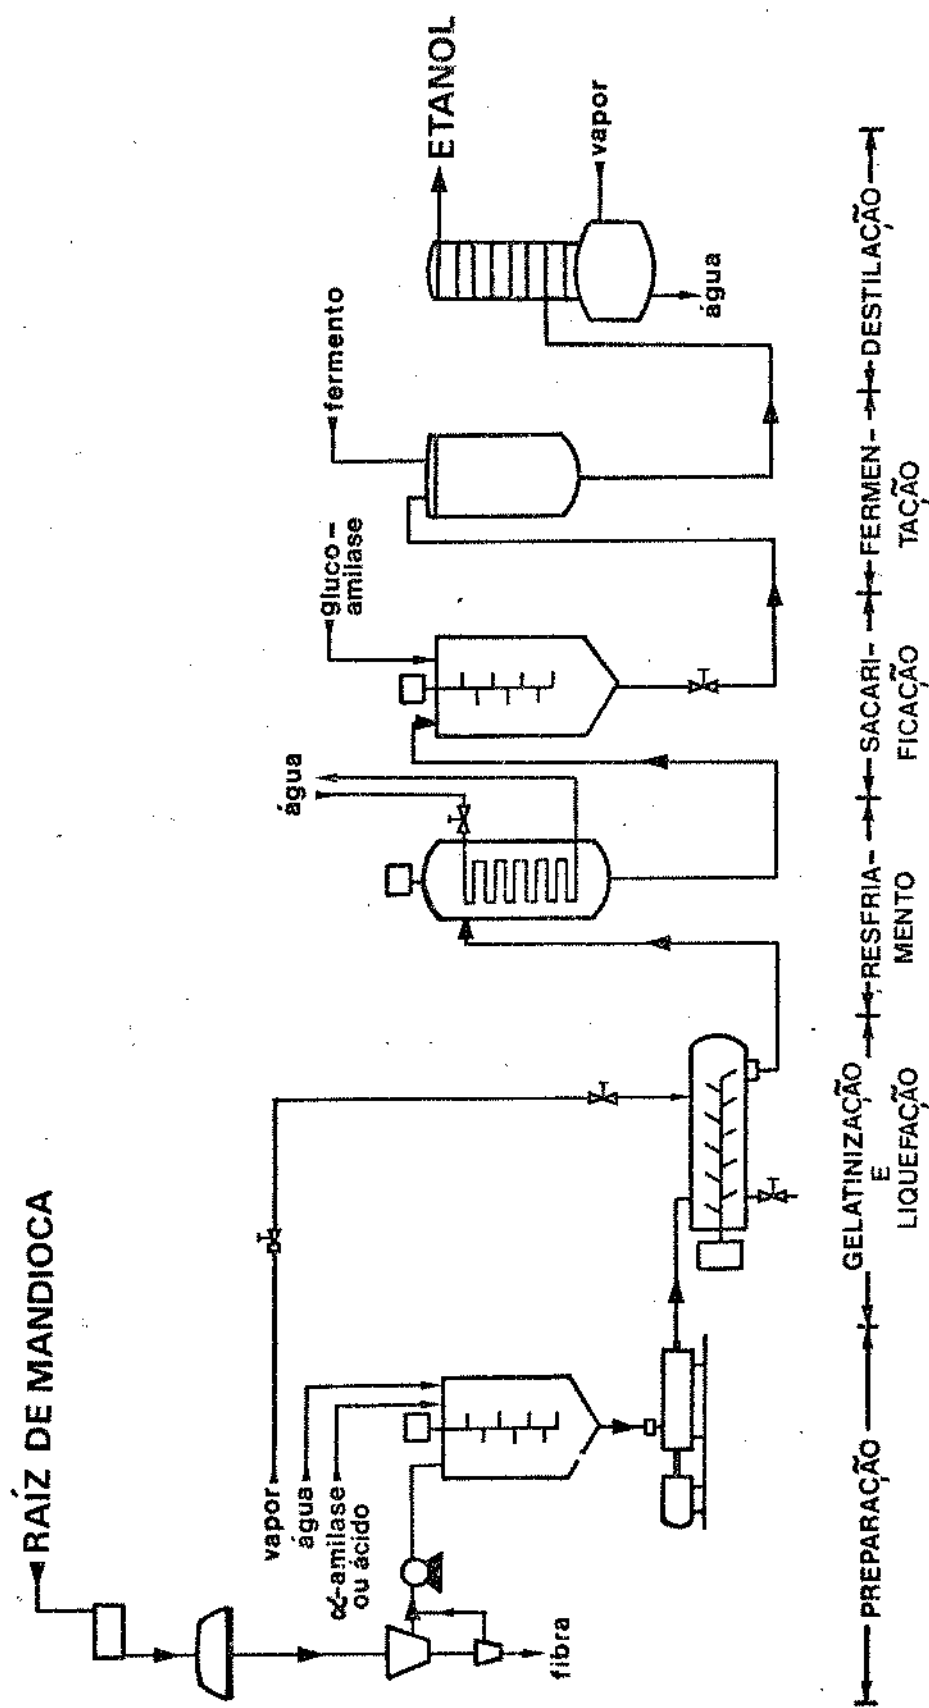 RAÍZ DE MANDIOCA
vapor
água
α-amilase
ou ácido
fibra
água
gluco-
amilase
fermento
ETANOL
vapor
água
PREPARAÇÃO
GELATINIZAÇÃO
E
LIQUEFAÇÃO
RESFRIA-
MENTO
SACARI-
FICAÇÃO
FERMEN-
TAÇÃO
DESTILAÇÃO